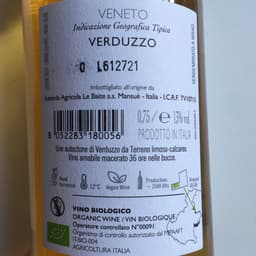 VENETO
Indicazione Geografica Tipica
VERDUZZO
L612721
Imbottigliato all'origine da
Azienda Agricola Le Baite s.s. Mansuè - Italia - I.C.R.F.
0,75 l e 13% vol
PRODOTTO IN ITALIA
8 052283 180056
Uve autoctone di Verduzzo da Terreno limoso-calcareo.
Vino amabile macerato 36 ore nelle bucce.
12°C
Vegan Wine
VINO BIOLOGICO
ORGANIC WINE / VIN BIOLOGIQUE
Operatore controllato N°00091
Organismo di controllo autorizzato dal MIPAAFT
IT-BIO-004
AGRICOLTURA ITALIA